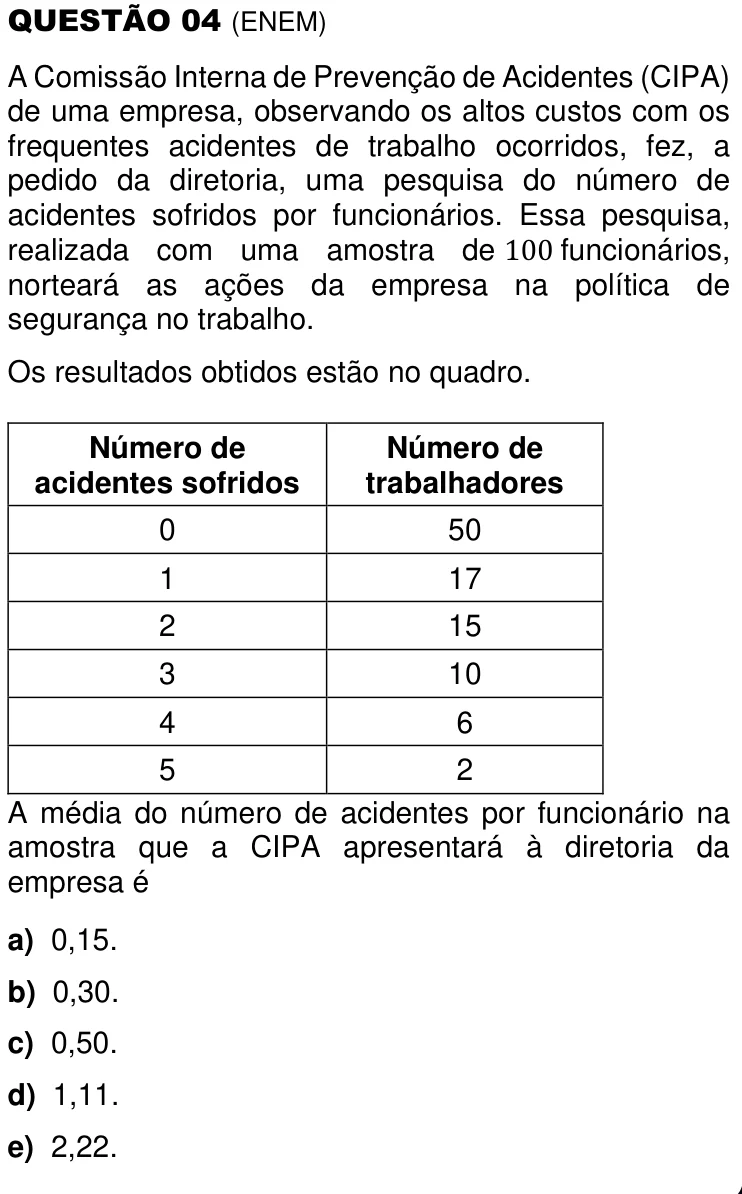 QUESTÃO 04 (ENEM)
A Comissão Interna de Prevenção de Acidentes (CIPA)
de uma empresa, observando os altos custos com os
frequentes acidentes de trabalho ocorridos, fez, a
pedido da diretoria, uma pesquisa do número de
acidentes sofridos por funcionários. Essa pesquisa,
realizada com uma amostra de 100 funcionários,
norteará as ações da empresa na política de
segurança no trabalho.
Os resultados obtidos estão no quadro.
Número de acidentes sofridos Número de trabalhadores
0 50
1 17
2 15
3 10
4 6
5 2
A média do número de acidentes por funcionário na
amostra que a CIPA apresentará à diretoria da
empresa é
a) 0,15.
b) 0,30.
c) 0,50.
d) 1,11.
e) 2,22.